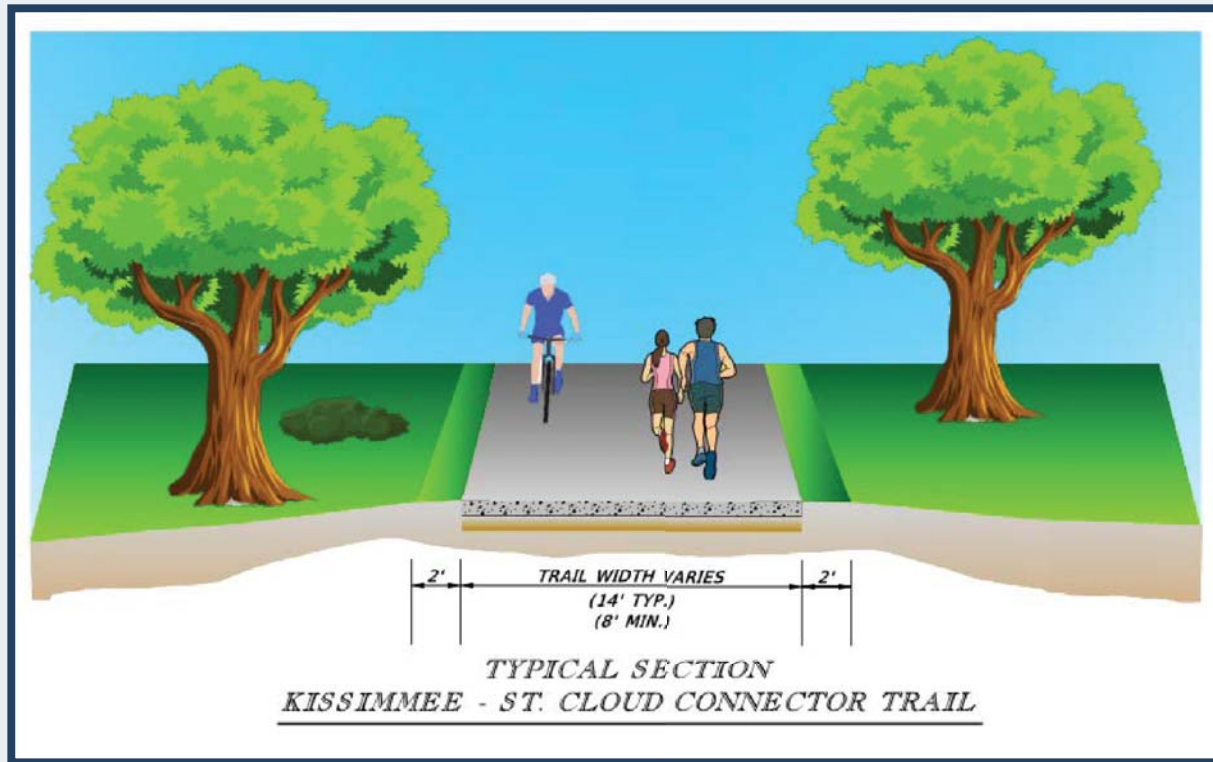 2' TRAIL WIDTH VARIES 2'
(14' TYP.)
(8' MIN.)
TYPICAL SECTION
KISSIMMEE - ST. CLOUD CONNECTOR TRAIL